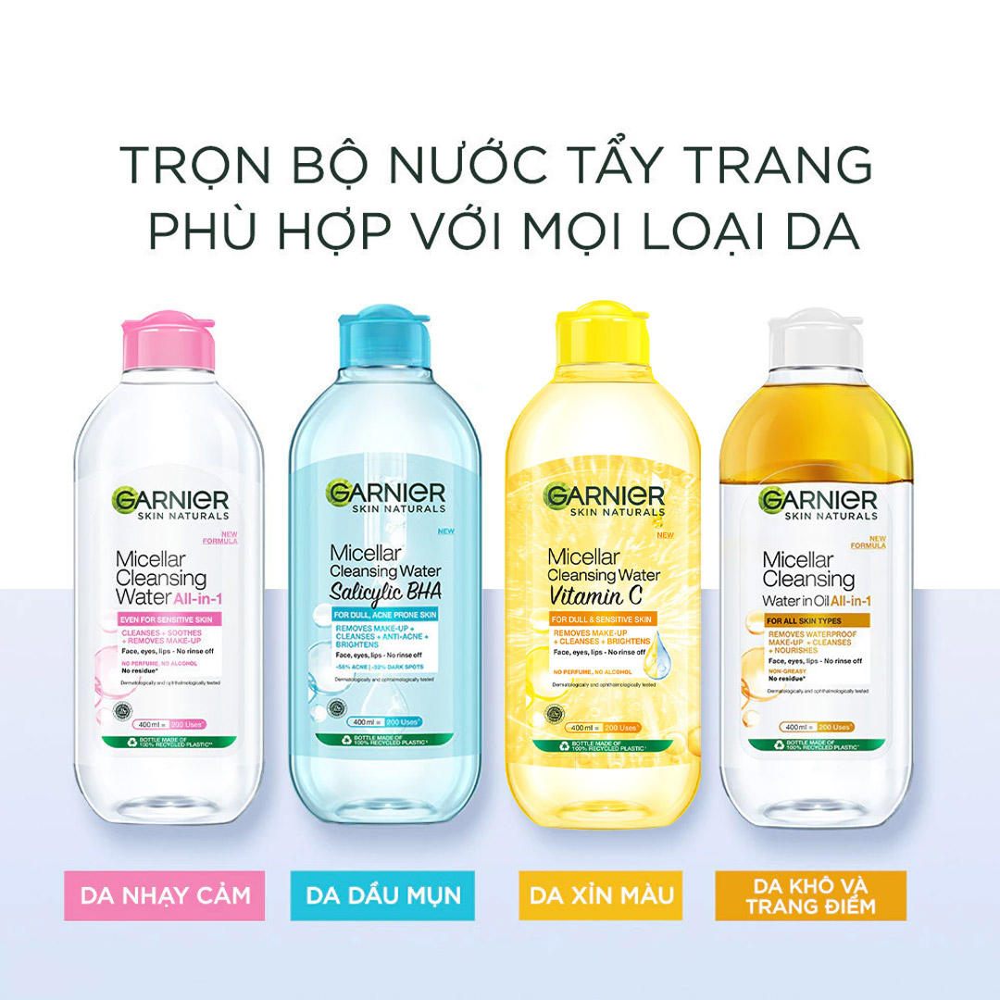 TRỌN BỘ NƯỚC TẨY TRANG
PHÙ HỢP VỚI MỌI LOẠI DA
GARNIER
SKIN NATURALS
NEW
FORMULA
Micellar
Cleansing
Water All-in-1
EVEN FOR SENSITIVE SKIN
CLEANSES + SOOTHES
+ REMOVES MAKE-UP
Face, eyes, lips - No rinse off
NO PERFUME, NO ALCOHOL
No residue*
Dermatologically and ophthalmologically tested
400 ml = 200 Uses*
BOTTLE MADE OF
100% RECYCLED PLASTIC**
GARNIER
SKIN NATURALS
NEW
Micellar
Cleansing Water
Salicylic BHA
FOR DULL, ACNE PRONE SKIN
REMOVES MAKE-UP +
CLEANSES + ANTI-ACNE +
BRIGHTENS
Face, eyes, lips - No rinse off
-56% ACNE | -32% DARK SPOTS
Dermatologically and ophthalmologically tested
400 ml = 200 Uses*
BOTTLE MADE OF
100% RECYCLED PLASTIC*
GARNIER
SKIN NATURALS
NEW
Micellar
Cleansing Water
Vitamin C
FOR DULL & SENSITIVE SKIN
REMOVES MAKE-UP
+ CLEANSES + BRIGHTENS
Face, eyes, lips - No rinse off
NO PERFUME, NO ALCOHOL
Dermatologically and ophthalmologically tested
400 ml = 200 Uses*
BOTTLE MADE OF
100% RECYCLED PLASTIC*
GARNIER
SKIN NATURALS
NEW
FORMULA
Micellar
Cleansing
Water in Oil All-in-1
FOR ALL SKIN TYPES
REMOVES WATERPROOF
MAKE-UP + CLEANSES
+ NOURISHES
Face, eyes, lips - No rinse off
NON-GREASY
No residue*
Dermatologically and ophthalmologically tested
400 ml = 200 Uses*
BOTTLE MADE OF
100% RECYCLED PLASTIC*
DA NHẠY CẢM
DA DẦU MỤN
DA XỈN MÀU
DA KHÔ VÀ
TRANG ĐIỂM